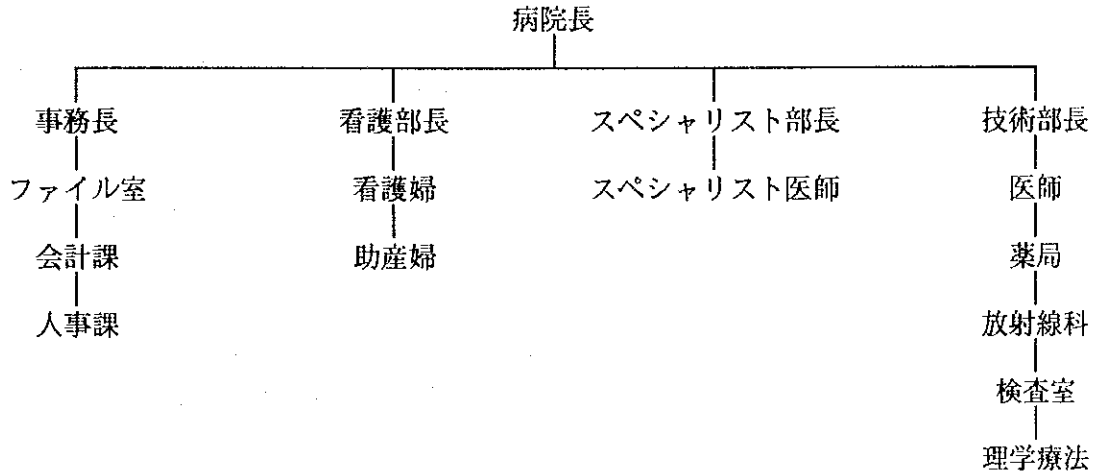 病院長
事務長 看護部長 スペシャリスト部長 技術部長
ファイル室 看護婦 スペシャリスト医師 医師
会計課 助産婦 薬局
人事課 放射線科
検査室
理学療法